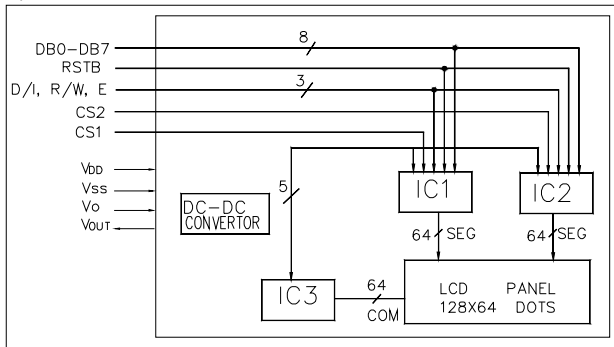 DB0-DB7
8
RSTB
D/I, R/W, E
3
CS2
CS1
VDD
VSS
VO
VOUT
DC-DC
CONVERTOR
5
IC1
IC2
64 SEG
64 SEG
IC3
64
COM
LCD PANEL
128X64 DOTS